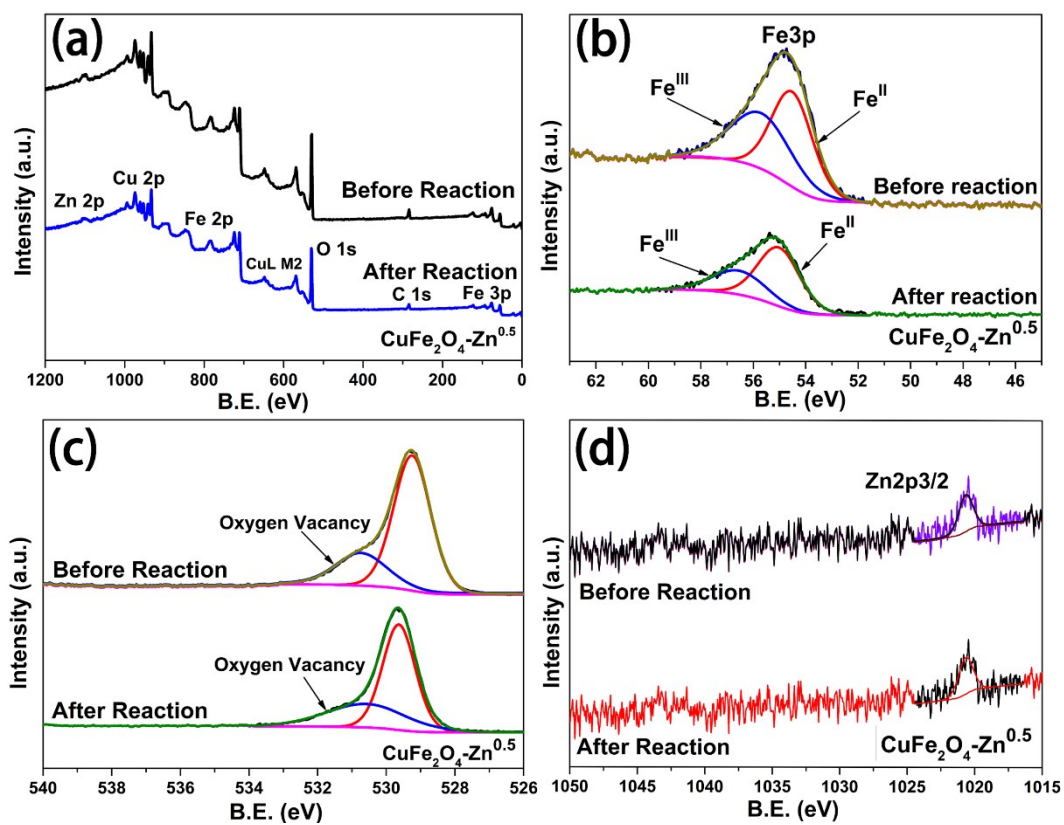 (a)
Intensity (a.u.)
Before Reaction
Zn 2p
Cu 2p
Fe 2p
CuL M2
O 1s
After Reaction
C 1s
Fe 3p
CuFe₂O₄-Zn⁰·⁵
1200 1000 800 600 400 200 0
B.E. (eV)
(b)
Intensity (a.u.)
Fe3p
Feᴵᴵᴵ
Feᴵᴵ
Before reaction
Feᴵᴵᴵ
Feᴵᴵ
After reaction
CuFe₂O₄-Zn⁰·⁵
62 60 58 56 54 52 50 48 46
B.E. (eV)
(c)
Intensity (a.u.)
Oxygen Vacancy
Before Reaction
Oxygen Vacancy
After Reaction
CuFe₂O₄-Zn⁰·⁵
540 538 536 534 532 530 528 526
B.E. (eV)
(d)
Intensity (a.u.)
Zn2p3/2
Before Reaction
After Reaction
CuFe₂O₄-Zn⁰·⁵
1050 1045 1040 1035 1030 1025 1020 1015
B.E. (eV)